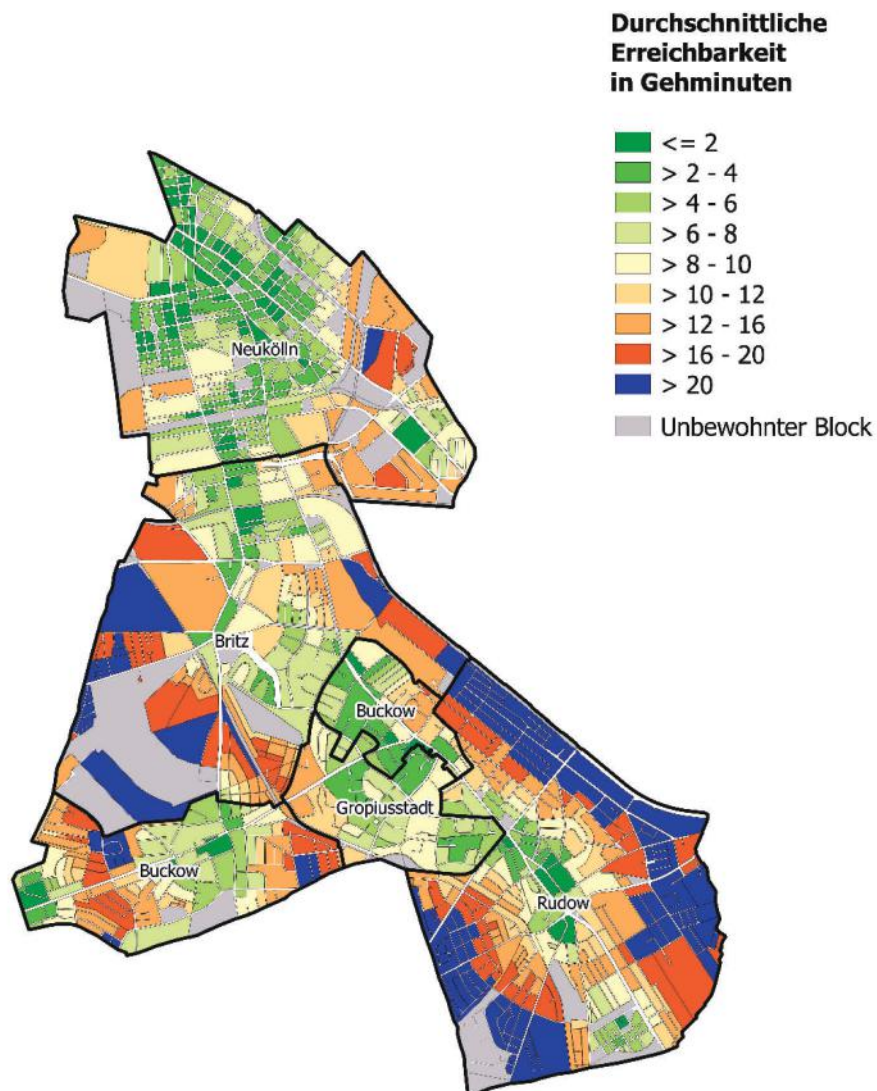 Durchschnittliche
Erreichbarkeit
in Gehminuten
<= 2
> 2 - 4
> 4 - 6
> 6 - 8
> 8 - 10
> 10 - 12
> 12 - 16
> 16 - 20
> 20
Unbewohnter Block
Neukölln
Britz
Buckow
Gropiusstadt
Buckow
Rudow